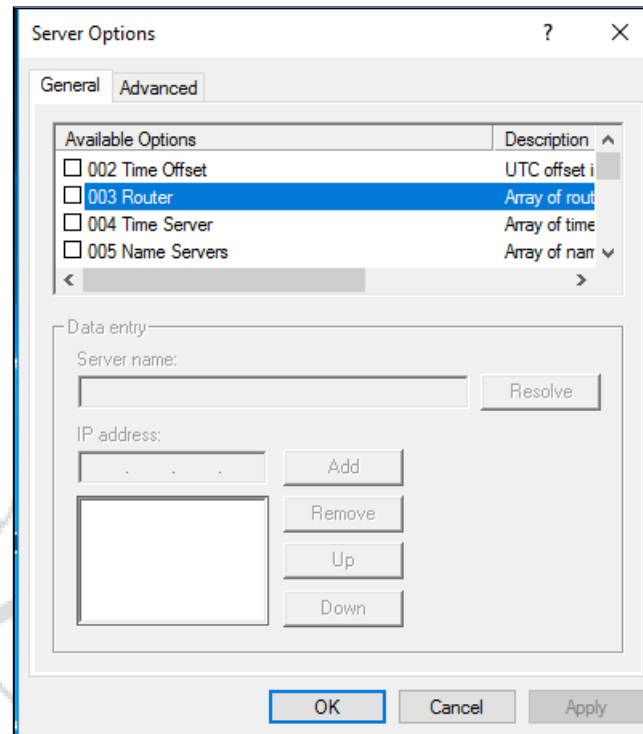 Server Options ?
General Advanced
Available Options Description
002 Time Offset UTC offset i
003 Router Array of rout
004 Time Server Array of time
005 Name Servers Array of nam
Data entry
Server name:
Resolve
IP address:
. . . Add
Remove
Up
Down
OK Cancel Apply